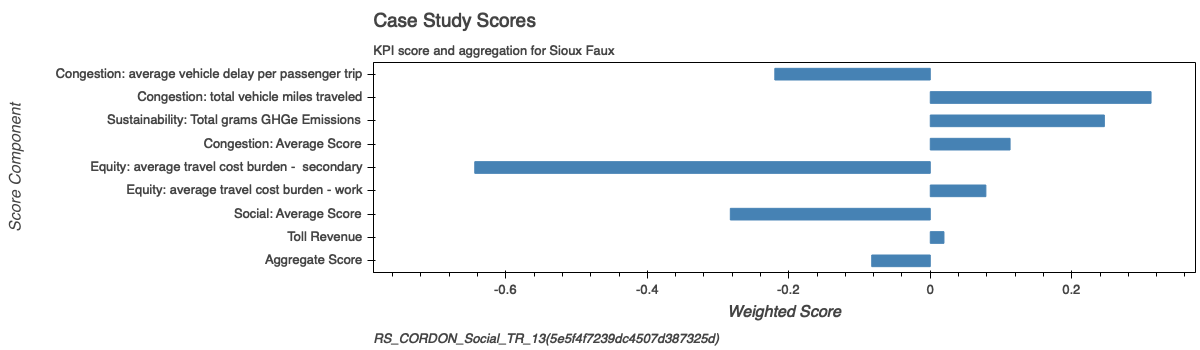 Case Study Scores
KPI score and aggregation for Sioux Faux
Score Component
Congestion: average vehicle delay per passenger trip
Congestion: total vehicle miles traveled
Sustainability: Total grams GHGe Emissions
Congestion: Average Score
Equity: average travel cost burden -  secondary
Equity: average travel cost burden - work
Social: Average Score
Toll Revenue
Aggregate Score
-0.6 -0.4 -0.2 0 0.2
Weighted Score
RS_CORDON_Social_TR_13(5e5f4f7239dc4507d387325d)